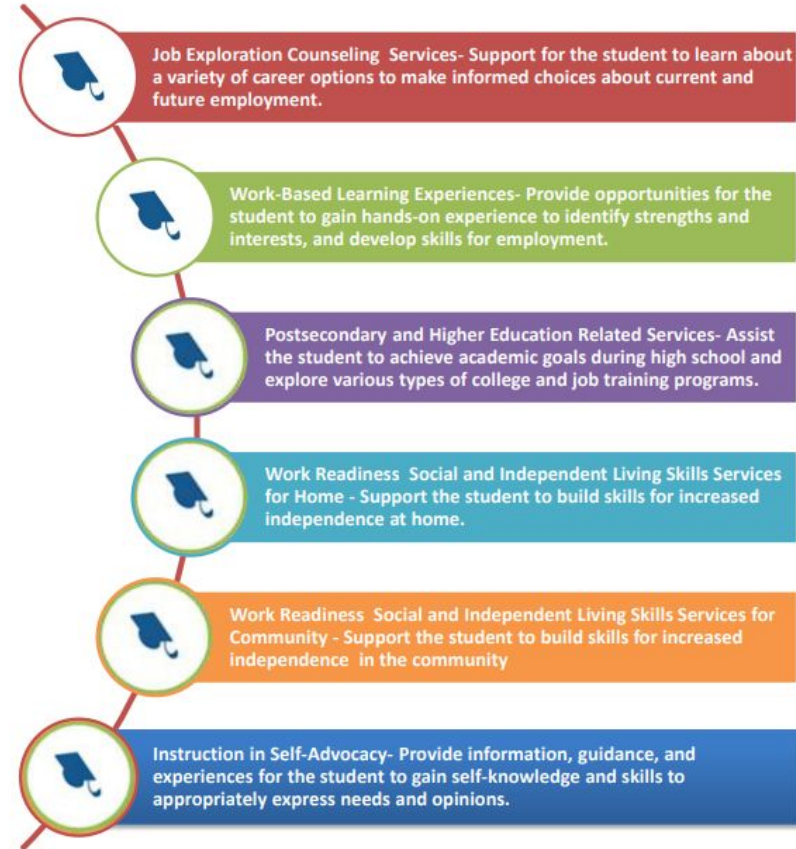 Job Exploration Counseling Services- Support for the student to learn about
a variety of career options to make informed choices about current and
future employment.
Work-Based Learning Experiences- Provide opportunities for the
student to gain hands-on experience to identify strengths and
interests, and develop skills for employment.
Postsecondary and Higher Education Related Services- Assist
the student to achieve academic goals during high school and
explore various types of college and job training programs.
Work Readiness Social and Independent Living Skills Services
for Home - Support the student to build skills for increased
independence at home.
Work Readiness Social and Independent Living Skills Services for
Community - Support the student to build skills for increased
independence in the community
Instruction in Self-Advocacy- Provide information, guidance, and
experiences for the student to gain self-knowledge and skills to
appropriately express needs and opinions.